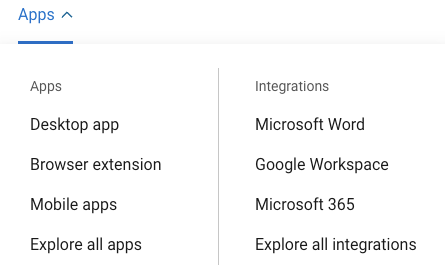 Apps
Apps
Desktop app
Browser extension
Mobile apps
Explore all apps
Integrations
Microsoft Word
Google Workspace
Microsoft 365
Explore all integrations